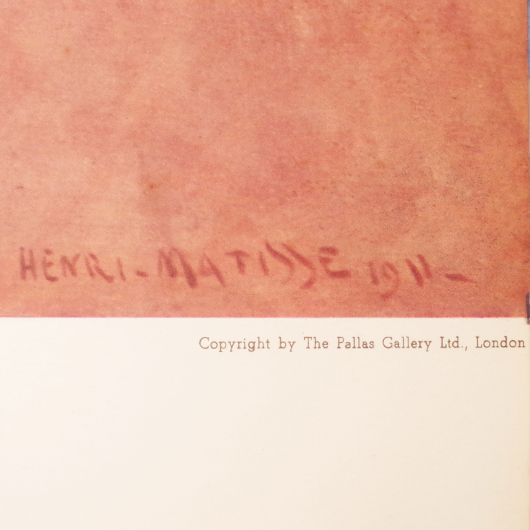 HENRI-MATISSE 1911-
Copyright by The Pallas Gallery Ltd., London